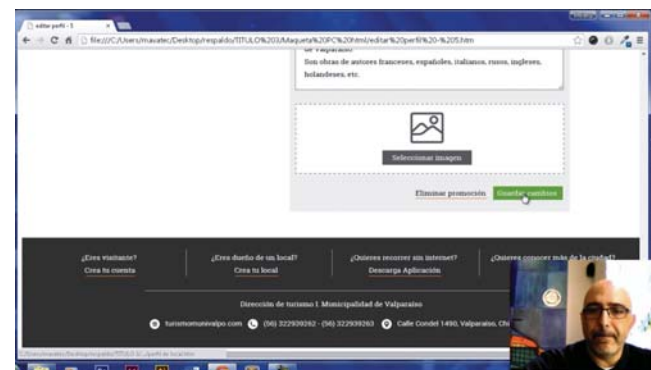 editar perfil - 5
file:///C:/Users/mavatec/Desktop/respaldo/TITULO%203/Maqueta%20PC%20html/editar%20perfil%20-%205.htm
de Valparaíso.
Son obras de autores franceses, españoles, italianos, rusos, ingleses,
holandeses, etc.
Seleccionar imagen
Eliminar promoción Guardar cambios
¿Eres visitante? ¿Eres dueño de un local? ¿Quieres recorrer sin internet? ¿Quieres conocer más de la ciudad?
Crea tu cuenta Crea tu local Descarga Aplicación
Dirección de turismo I. Municipalidad de Valparaíso
turismomunivalpo.com (56) 322939262 - (56) 322939263 Calle Condel 1490, Valparaíso, Chi